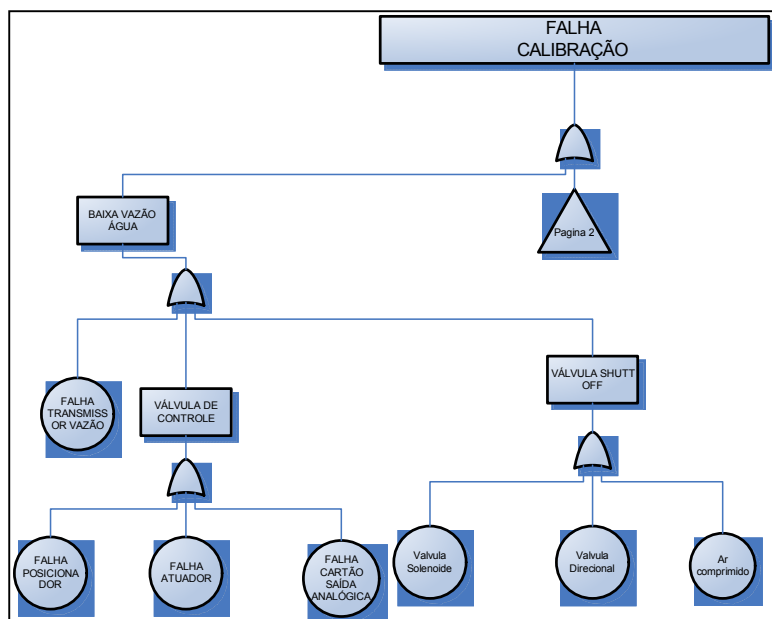 FALHA
CALIBRAÇÃO
BAIXA VAZÃO
ÁGUA
Pagina 2
FALHA
TRANSMISS
OR VAZÃO
VÁLVULA DE
CONTROLE
VÁLVULA SHUTT
OFF
FALHA
POSICIONA
DOR
FALHA
ATUADOR
FALHA
CARTÃO
SAÍDA
ANALÓGICA
Valvula
Solenoide
Valvula
Direcional
Ar
comprimido